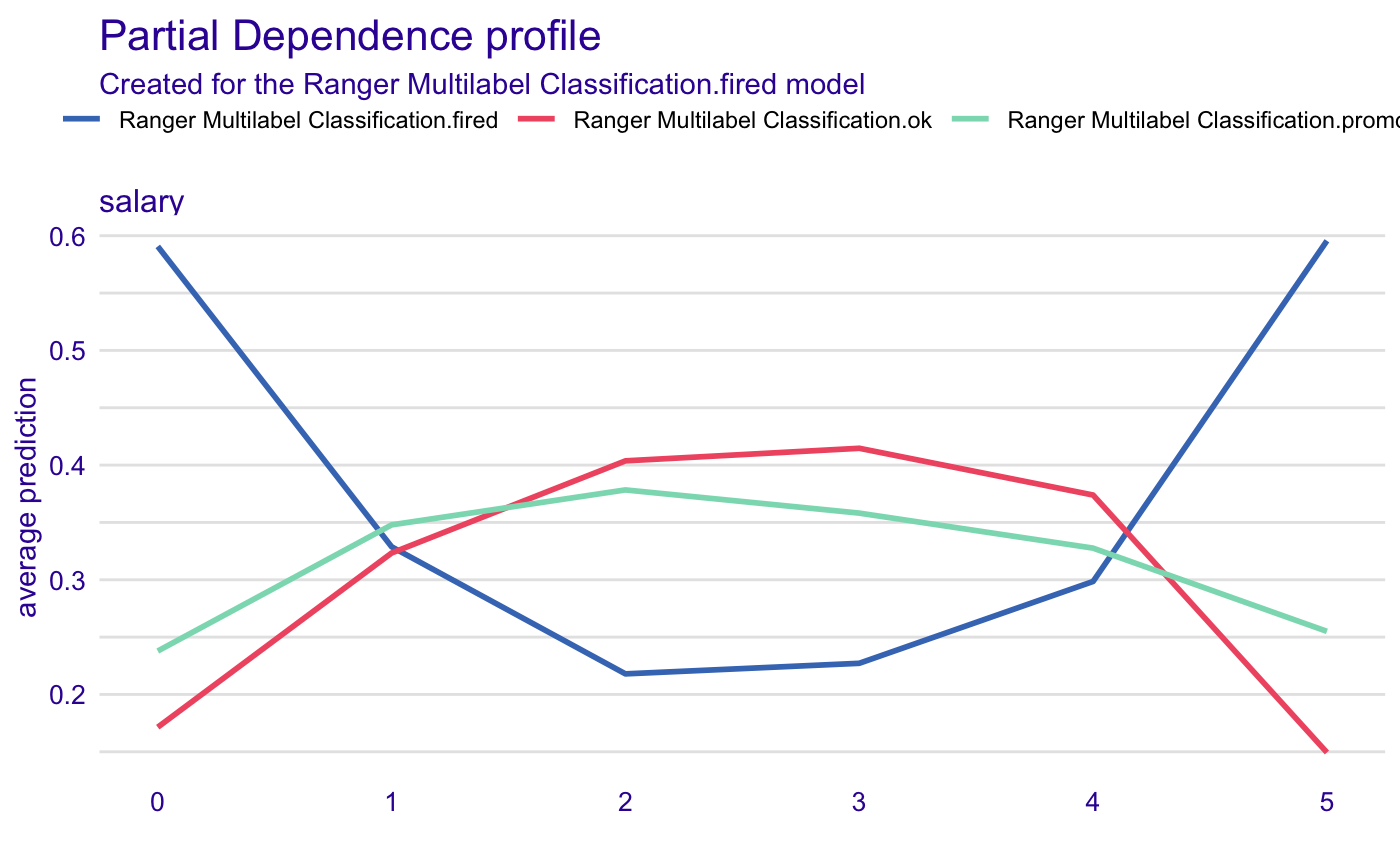 Partial Dependence profile
Created for the Ranger Multilabel Classification.fired model
Ranger Multilabel Classification.fired Ranger Multilabel Classification.ok Ranger Multilabel Classification.promo
salary
0.6
0.5
0.4
0.3
0.2
average prediction
0 1 2 3 4 5